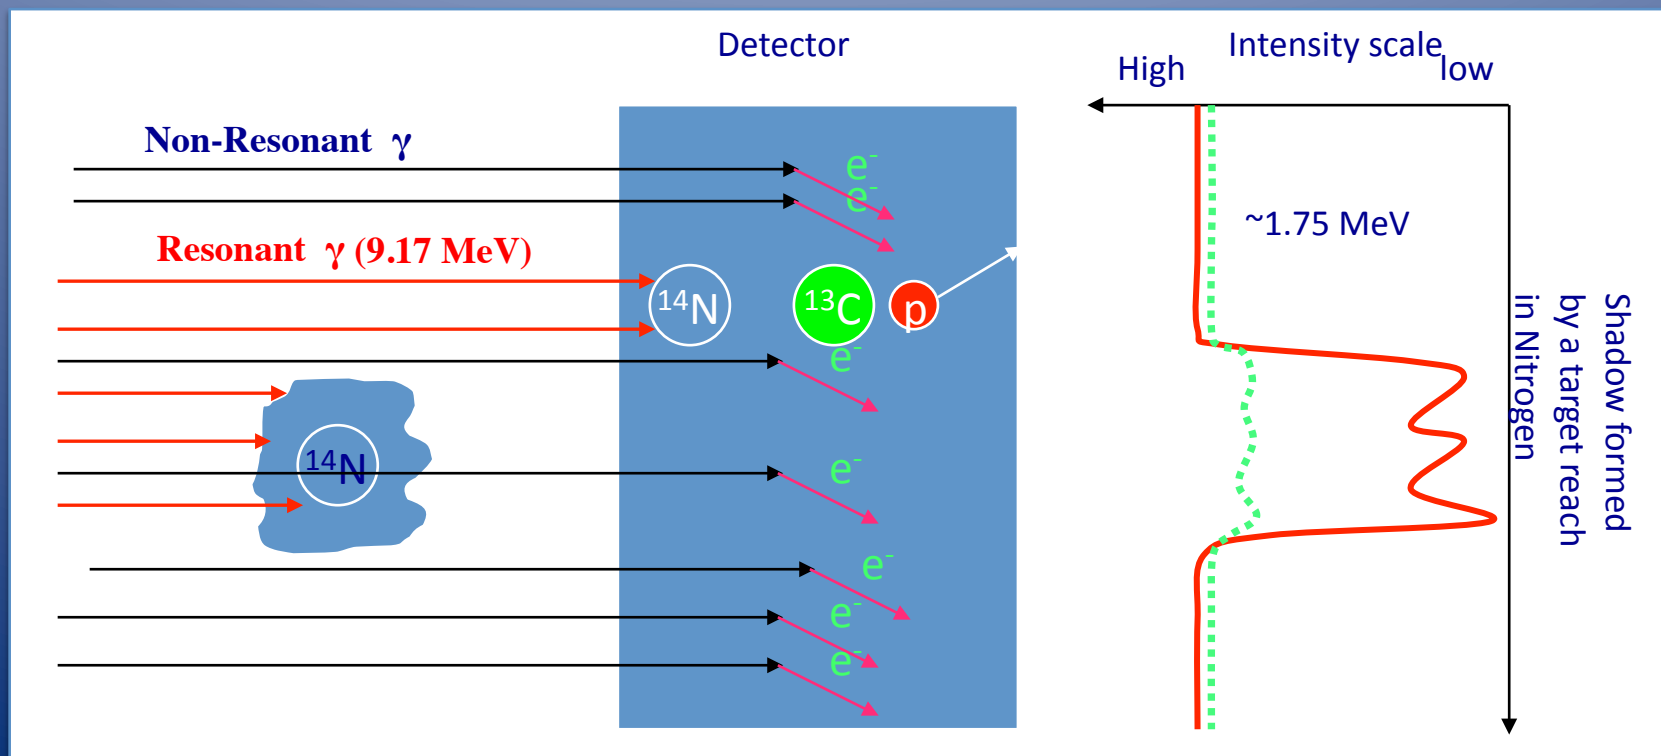 Detector
Intensity scale
High
low
Non-Resonant γ
e⁻
e⁻
~1.75 MeV
Resonant γ (9.17 MeV)
¹⁴N
¹³C
p
e⁻
¹⁴N
e⁻
e⁻
e⁻
e⁻
Shadow formed
by a target reach
in Nitrogen